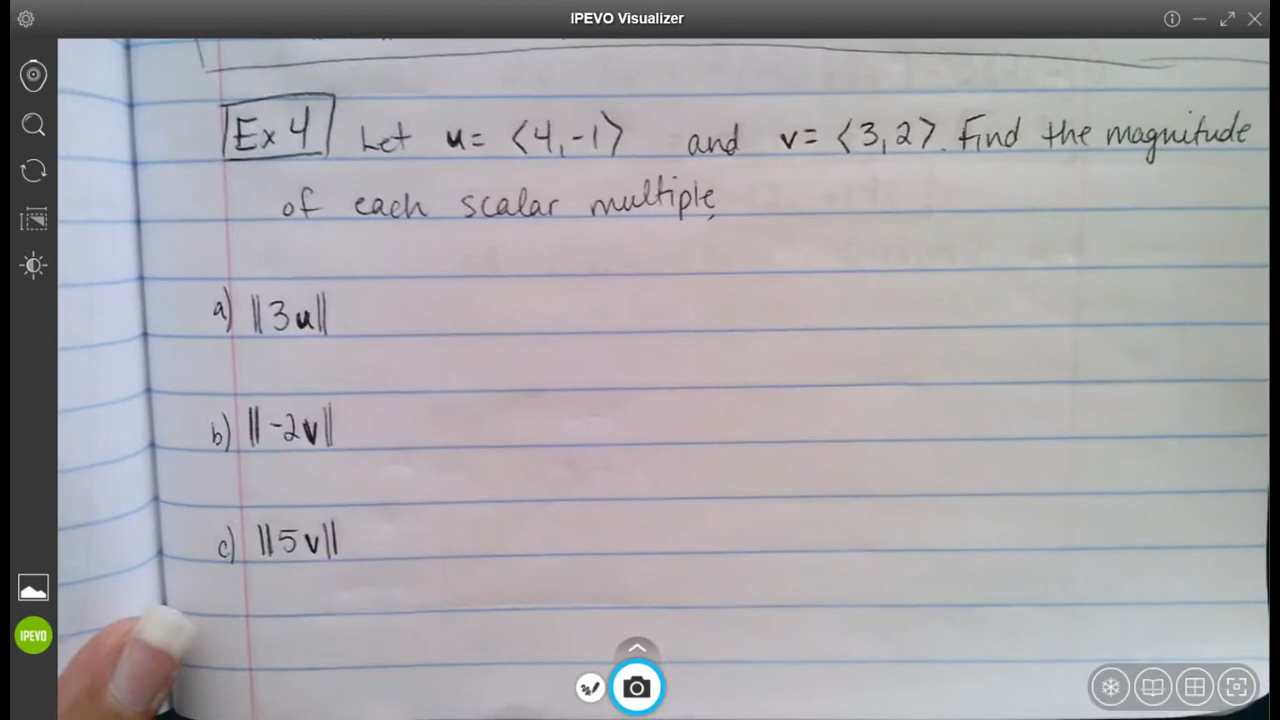 IPEVO Visualizer
Ex 4 Let u = ⟨4, -1⟩ and v = ⟨3, 2⟩. Find the magnitude
of each scalar multiple.
a) ||3u||
b) ||-2v||
c) ||5v||
IPEVO